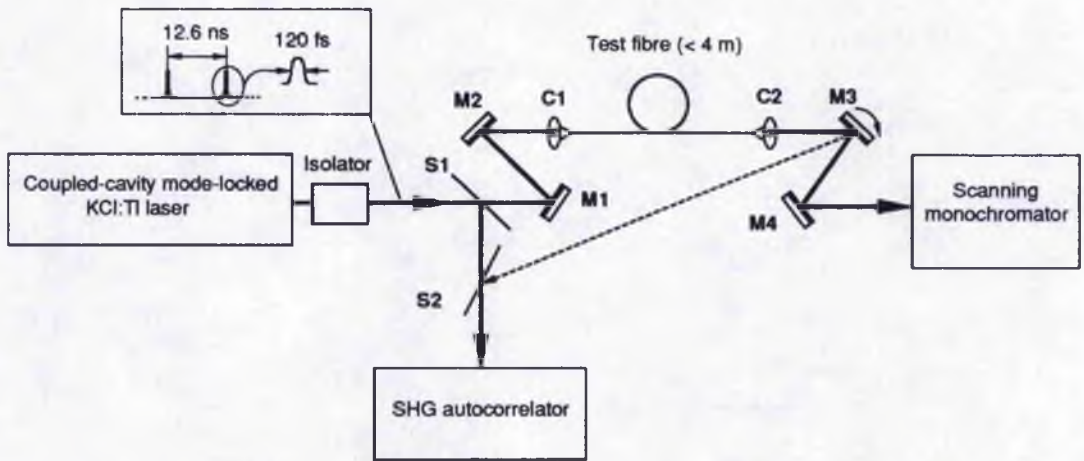 12.6 ns
120 fs
Test fibre (< 4 m)
M2
C1
C2
M3
Isolator
S1
Coupled-cavity mode-locked
KCl:Tl laser
M1
M4
Scanning
monochromator
S2
SHG autocorrelator